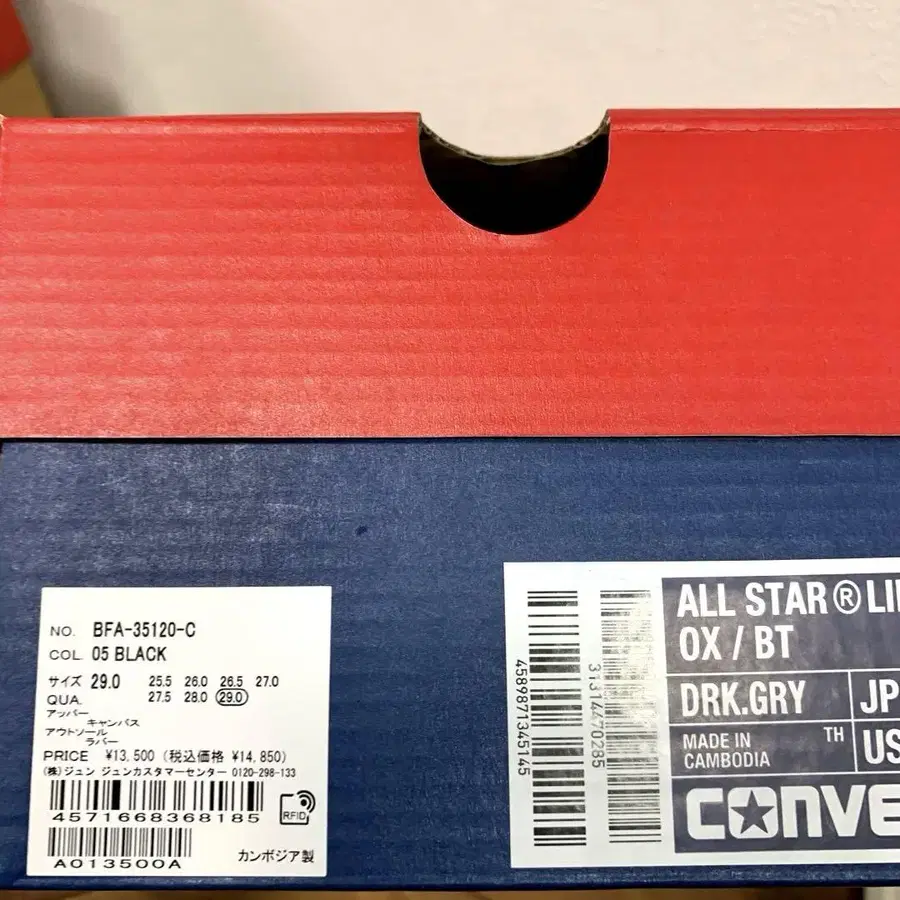 NO. BFA-35120-C
COL. 05 BLACK
サイズ 29.0 25.5 26.0 26.5 27.0
QUA. 27.5 28.0 29.0
アッパー
キャンバス
アウトソール
ラバー
PRICE ¥13,500 (税込価格 ¥14,850)
(株)ジュン ジュンカスタマーセンター 0120-298-133
4571668368185
RFID
A013500A
カンボジア製
4589871345145
31314470285
ALL STAR®LI
OX / BT
DRK.GRY JP
MADE IN TH US
CAMBODIA
CONVE